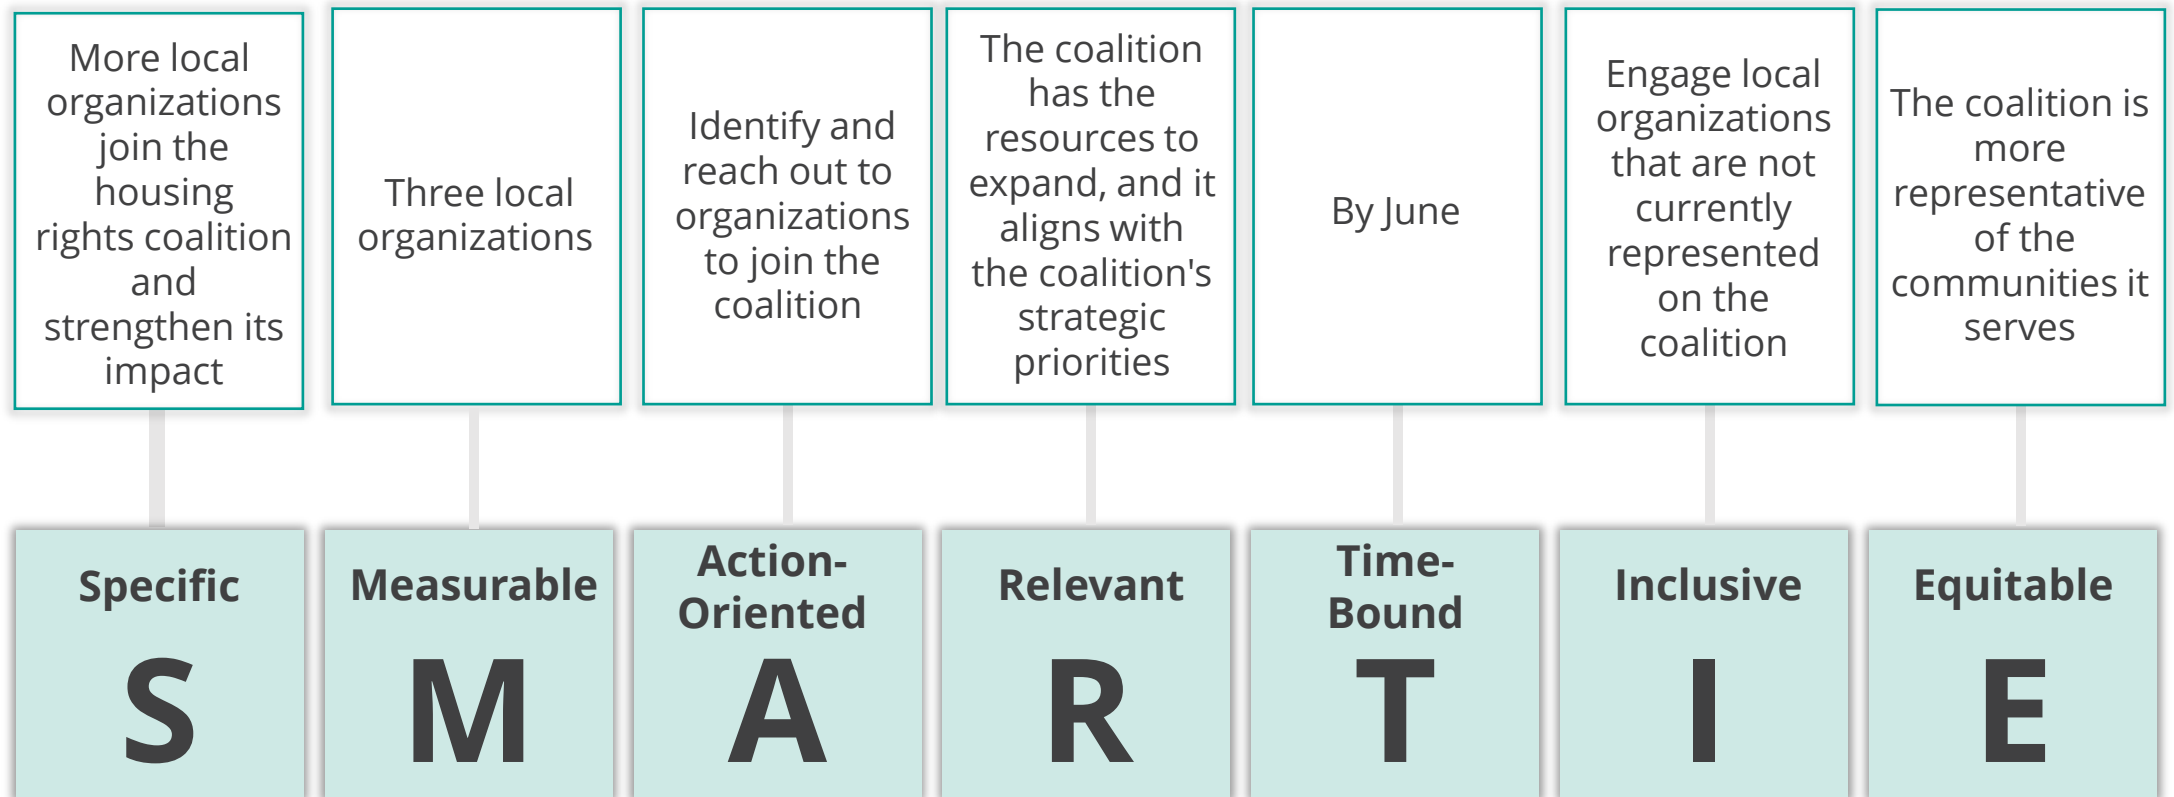 More local
organizations
join the
housing
rights coalition
and
strengthen its
impact
Three local
organizations
Identify and
reach out to
organizations
to join the
coalition
The coalition
has the
resources to
expand, and it
aligns with
the coalition's
strategic
priorities
By June
Engage local
organizations
that are not
currently
represented
on the
coalition
The coalition is
more
representative
of the
communities it
serves
Specific
S
Measurable
M
Action-
Oriented
A
Relevant
R
Time-
Bound
T
Inclusive
I
Equitable
E